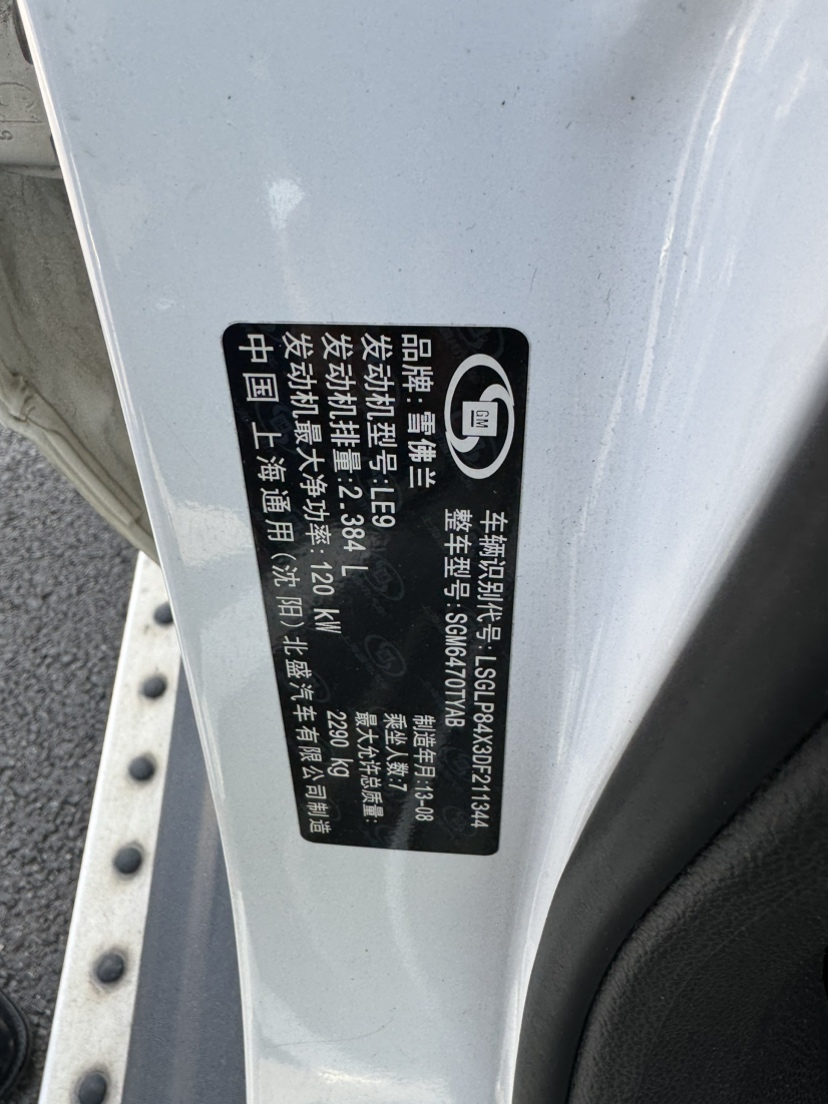 GM
车辆识别代号:LSGLP84X3DF211344
整车型号:SGM6470TYAB
品牌:雪佛兰
发动机型号:LE9
制造年月:13-08
发动机排量:2.384 L
乘坐人数:7
发动机最大净功率:120 kW
最大允许总质量:
2290 kg
中国 上海通用(沈阳)北盛汽车有限公司制造